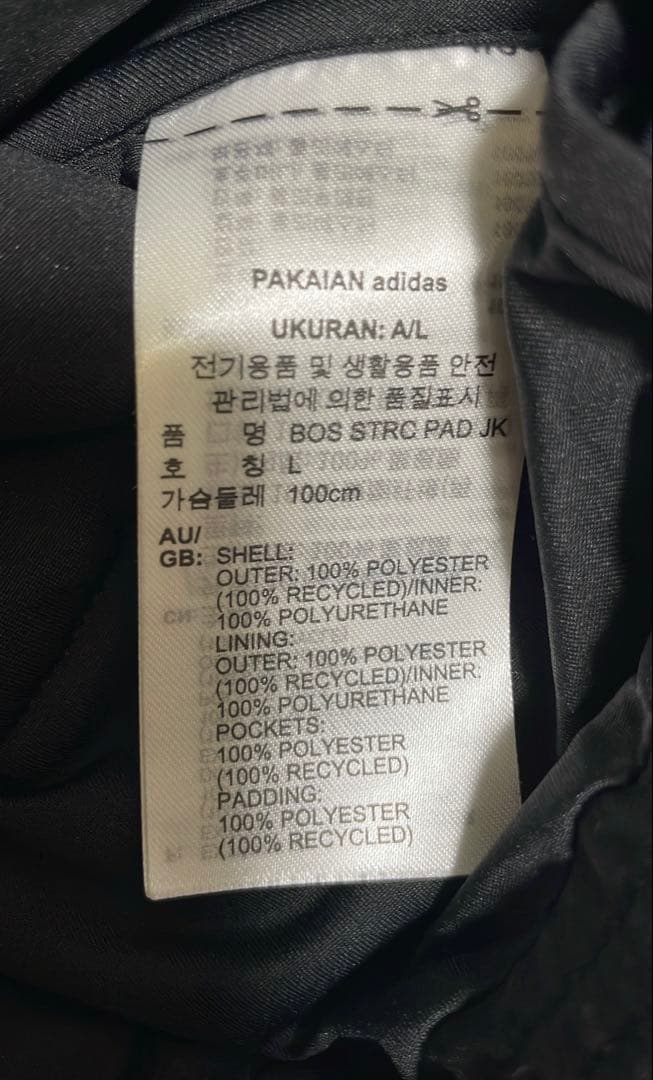 PAKAIAN adidas
UKURAN: A/L
전기용품 및 생활용품 안전
관리법에 의한 품질표시
품 명 BOS STRC PAD JK
호 칭 L
가슴둘레 100cm
AU/
GB: SHELL:
OUTER: 100% POLYESTER
(100% RECYCLED)/INNER:
100% POLYURETHANE
LINING:
OUTER: 100% POLYESTER
(100% RECYCLED)/INNER:
100% POLYURETHANE
POCKETS:
100% POLYESTER
(100% RECYCLED)
PADDING:
100% POLYESTER
(100% RECYCLED)